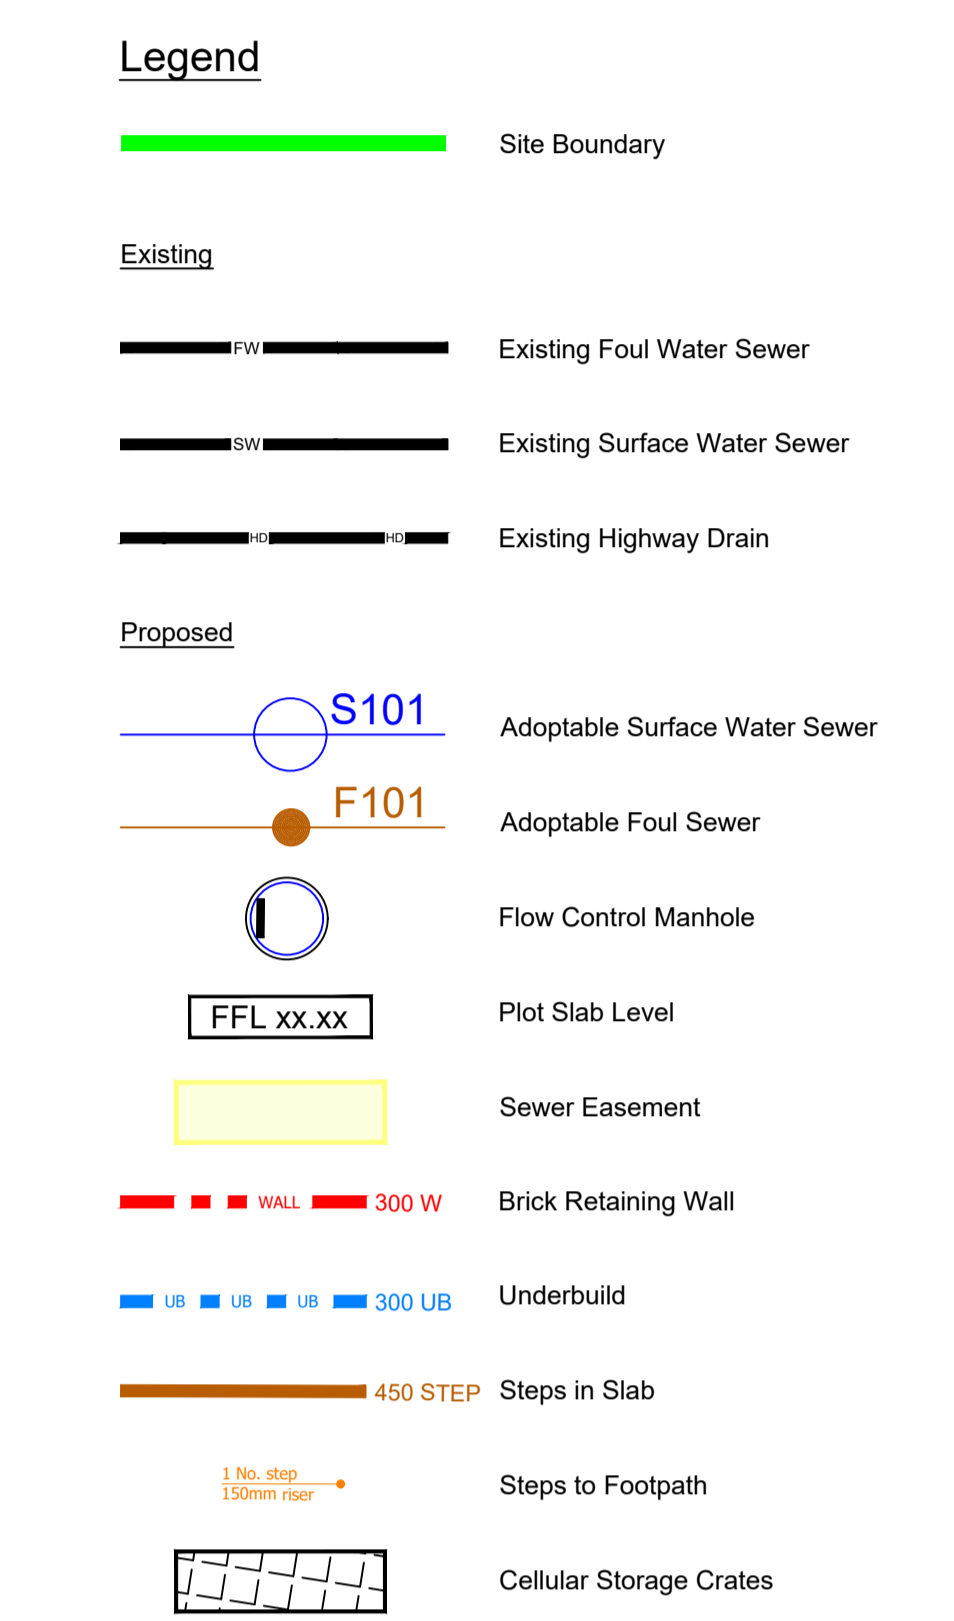 Legend
Site Boundary
Existing
FW Existing Foul Water Sewer
SW Existing Surface Water Sewer
HD HD Existing Highway Drain
Proposed
S101 Adoptable Surface Water Sewer
F101 Adoptable Foul Sewer
Flow Control Manhole
FFL xx.xx Plot Slab Level
Sewer Easement
WALL 300 W Brick Retaining Wall
UB UB UB 300 UB Underbuild
450 STEP Steps in Slab
1 No. step
150mm riser
Steps to Footpath
Cellular Storage Crates